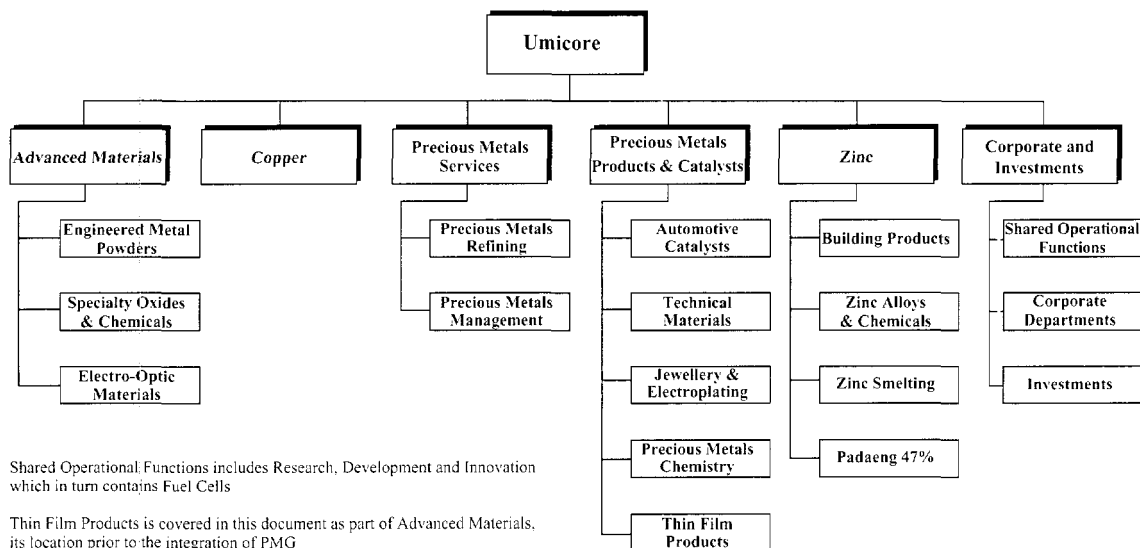 Umicore
Advanced Materials
Copper
Precious Metals
Services
Precious Metals
Products & Catalysts
Zinc
Corporate and
Investments
Engineered Metal
Powders
Specialty Oxides
& Chemicals
Electro-Optic
Materials
Precious Metals
Refining
Precious Metals
Management
Automotive
Catalysts
Technical
Materials
Jewellery &
Electroplating
Precious Metals
Chemistry
Thin Film
Products
Building Products
Zinc Alloys
& Chemicals
Zinc Smelting
Padaeng 47%
Shared Operational
Functions
Corporate
Departments
Investments
Shared Operational Functions includes Research, Development and Innovation
which in turn contains Fuel Cells
Thin Film Products is covered in this document as part of Advanced Materials,
its location prior to the integration of PMG